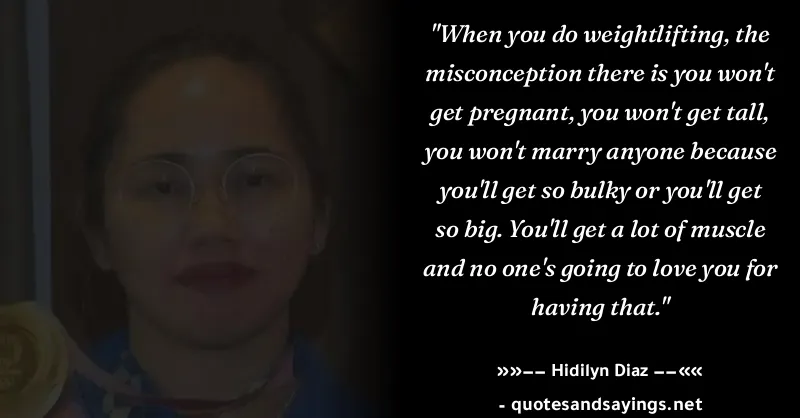 "When you do weightlifting, the
misconception there is you won't
get pregnant, you won't get tall,
you won't marry anyone because
you'll get so bulky or you'll get
so big. You'll get a lot of muscle
and no one's going to love you for
having that."
»»–– Hidilyn Diaz ––««
- quotesandsayings.net